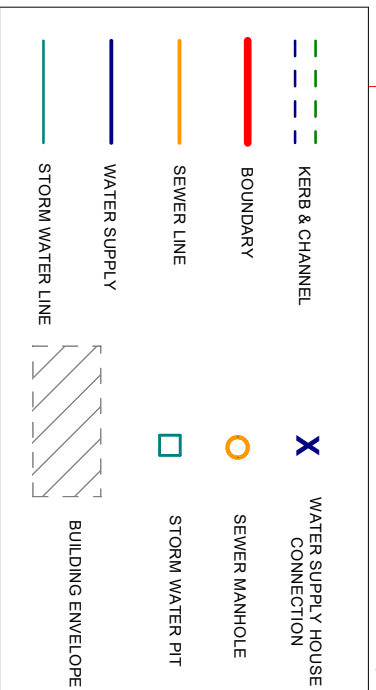 KERB & CHANNEL
BOUNDARY
SEWER LINE
WATER SUPPLY
STORM WATER LINE
X
WATER SUPPLY HOUSE
CONNECTION
SEWER MANHOLE
STORM WATER PIT
BUILDING ENVELOPE